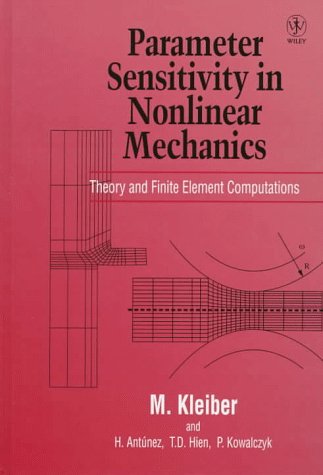 WILEY
Parameter
Sensitivity in
Nonlinear
Mechanics
Theory and Finite Element Computations
ω
R
M. Kleiber
and
H. Antúnez, T.D. Hien, P. Kowalczyk